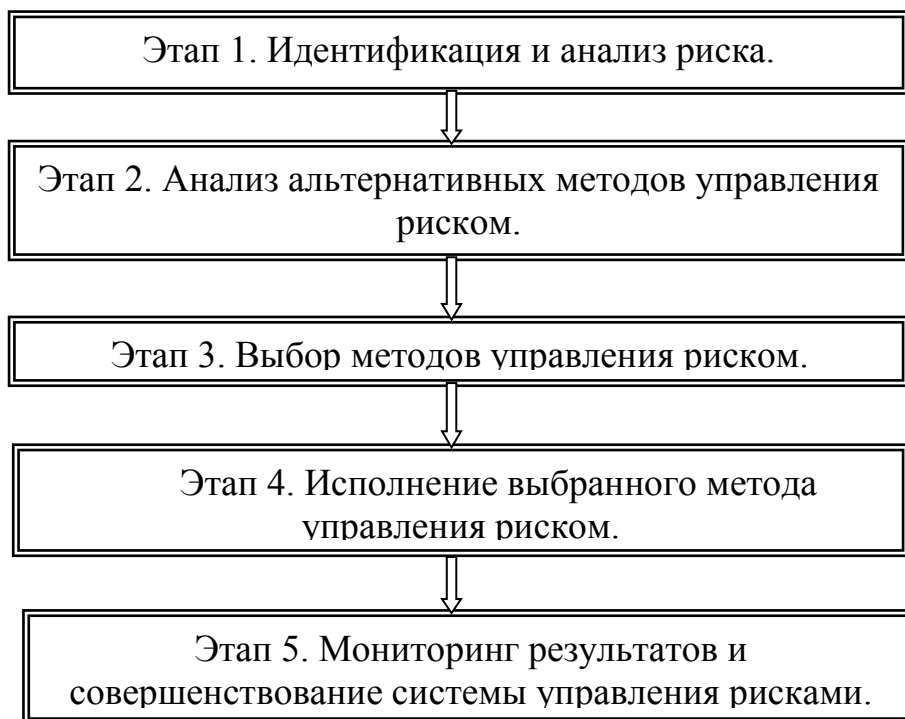 Этап 1. Идентификация и анализ риска.
Этап 2. Анализ альтернативных методов управления
риском.
Этап 3. Выбор методов управления риском.
Этап 4. Исполнение выбранного метода
управления риском.
Этап 5. Мониторинг результатов и
совершенствование системы управления рисками.